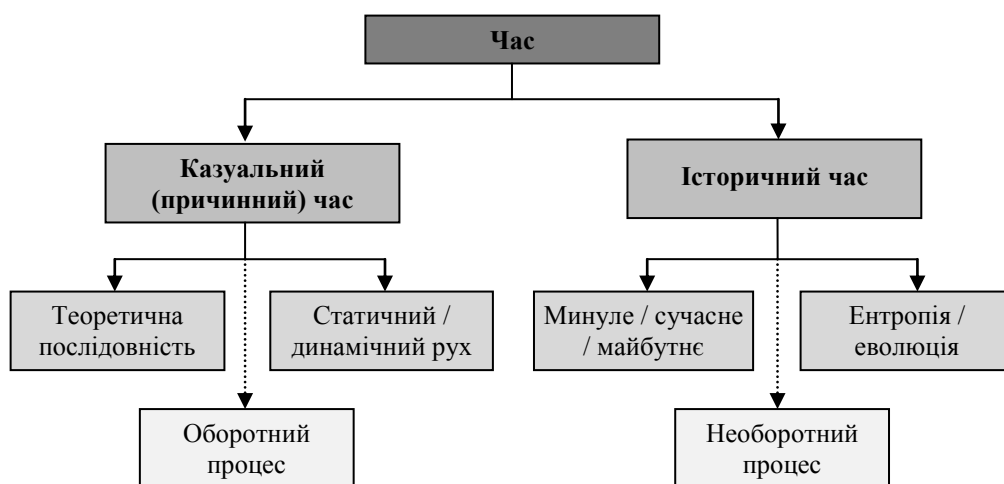 Час
Казуальний
(причинний) час
Історичний час
Теоретична
послідовність
Статичний /
динамічний рух
Минуле / сучасне
/ майбутнє
Ентропія /
еволюція
Оборотний
процес
Необоротний
процес